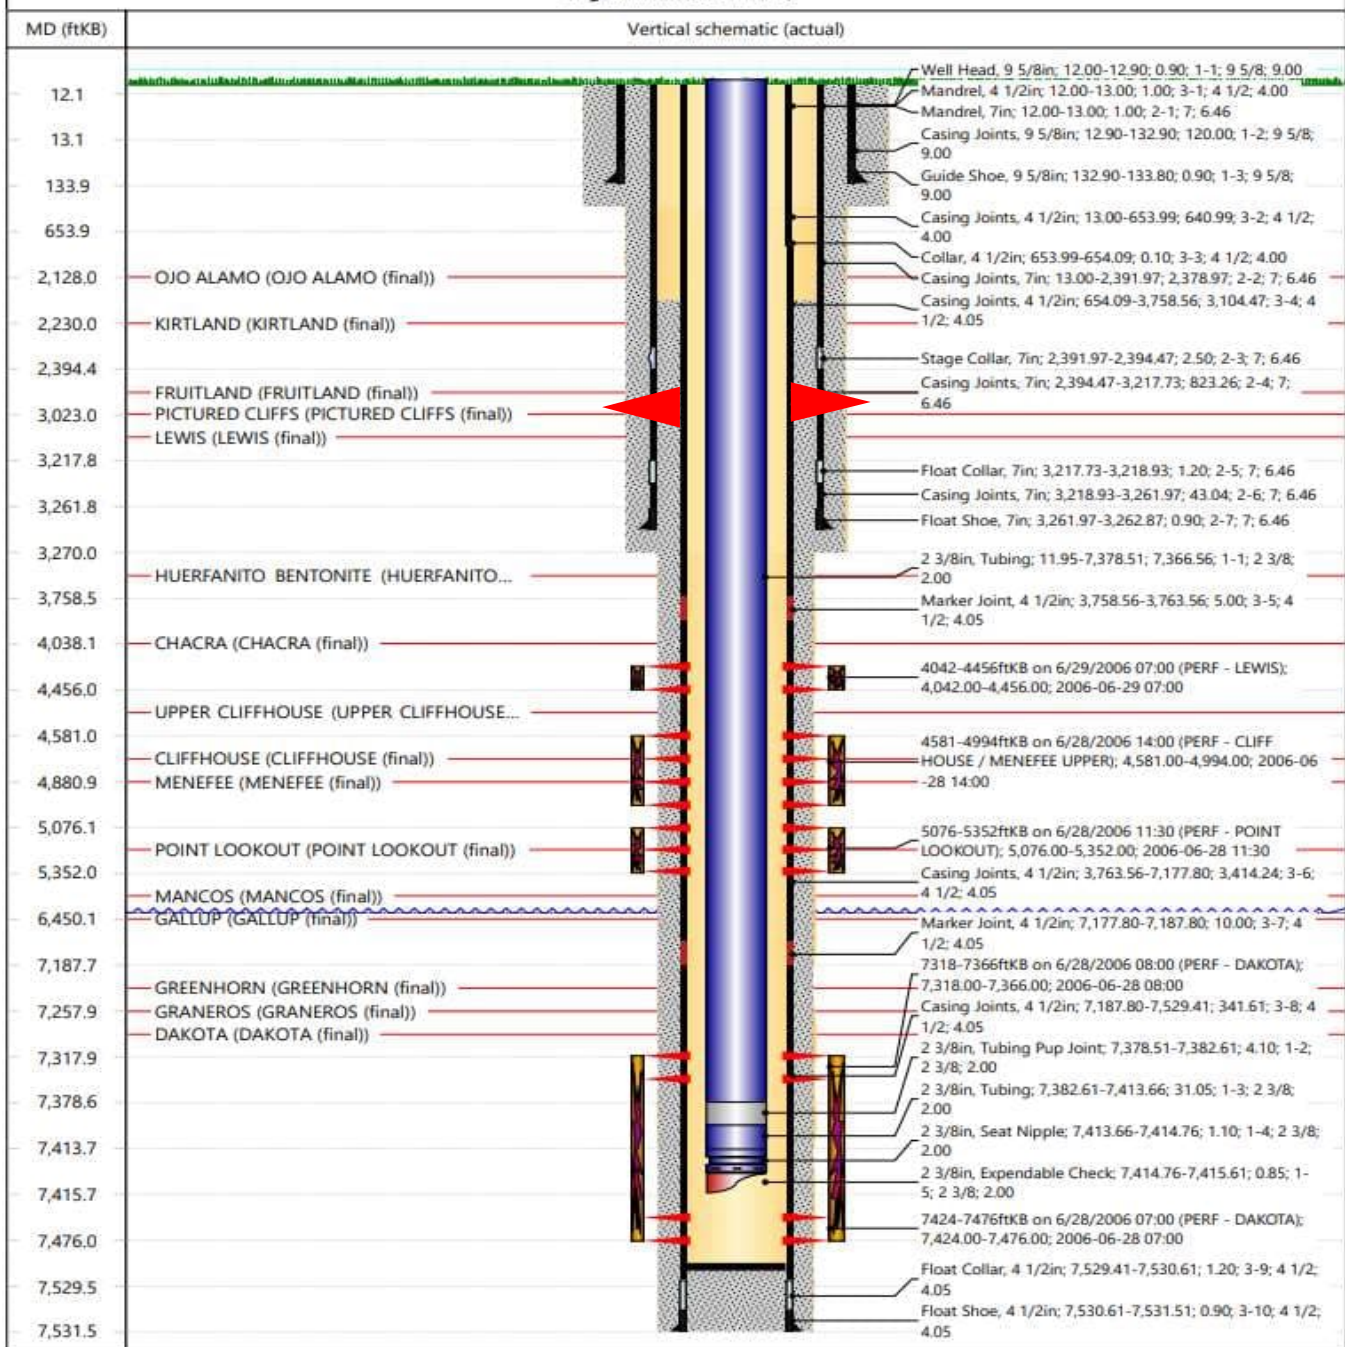 MD (ftKB)
Vertical schematic (actual)
12.1
13.1
133.9
653.9
2,128.0
2,230.0
2,394.4
3,023.0
3,217.8
3,261.8
3,270.0
3,758.5
4,038.1
4,456.0
4,581.0
4,880.9
5,076.1
5,352.0
6,450.1
7,187.7
7,257.9
7,317.9
7,378.6
7,413.7
7,415.7
7,476.0
7,529.5
7,531.5
OJO ALAMO (OJO ALAMO (final))
KIRTLAND (KIRTLAND (final))
FRUITLAND (FRUITLAND (final))
PICTURED CLIFFS (PICTURED CLIFFS (final))
LEWIS (LEWIS (final))
HUERFANITO BENTONITE (HUERFANITO...
CHACRA (CHACRA (final))
UPPER CLIFFHOUSE (UPPER CLIFFHOUSE...
CLIFFHOUSE (CLIFFHOUSE (final))
MENEFEE (MENEFEE (final))
POINT LOOKOUT (POINT LOOKOUT (final))
MANCOS (MANCOS (final))
GALLUP (GALLUP (final))
GREENHORN (GREENHORN (final))
GRANEROS (GRANEROS (final))
DAKOTA (DAKOTA (final))
Well Head, 9 5/8in; 12.00-12.90; 0.90; 1-1; 9 5/8; 9.00
Mandrel, 4 1/2in; 12.00-13.00; 1.00; 3-1; 4 1/2; 4.00
Mandrel, 7in; 12.00-13.00; 1.00; 2-1; 7; 6.46
Casing Joints, 9 5/8in; 12.90-132.90; 120.00; 1-2; 9 5/8;
9.00
Guide Shoe, 9 5/8in; 132.90-133.80; 0.90; 1-3; 9 5/8;
9.00
Casing Joints, 4 1/2in; 13.00-653.99; 640.99; 3-2; 4 1/2;
4.00
Collar, 4 1/2in; 653.99-654.09; 0.10; 3-3; 4 1/2; 4.00
Casing Joints, 7in; 13.00-2,391.97; 2,378.97; 2-2; 7; 6.46
Casing Joints, 4 1/2in; 654.09-3,758.56; 3,104.47; 3-4; 4
1/2; 4.05
Stage Collar, 7in; 2,391.97-2,394.47; 2.50; 2-3; 7; 6.46
Casing Joints, 7in; 2,394.47-3,217.73; 823.26; 2-4; 7;
6.46
Float Collar, 7in; 3,217.73-3,218.93; 1.20; 2-5; 7; 6.46
Casing Joints, 7in; 3,218.93-3,261.97; 43.04; 2-6; 7; 6.46
Float Shoe, 7in; 3,261.97-3,262.87; 0.90; 2-7; 7; 6.46
2 3/8in, Tubing; 11.95-7,378.51; 7,366.56; 1-1; 2 3/8;
2.00
Marker Joint, 4 1/2in; 3,758.56-3,763.56; 5.00; 3-5; 4
1/2; 4.05
4042-4456ftKB on 6/29/2006 07:00 (PERF - LEWIS);
4,042.00-4,456.00; 2006-06-29 07:00
4581-4994ftKB on 6/28/2006 14:00 (PERF - CLIFF
HOUSE / MENEFEE UPPER); 4,581.00-4,994.00; 2006-06
-28 14:00
5076-5352ftKB on 6/28/2006 11:30 (PERF - POINT
LOOKOUT); 5,076.00-5,352.00; 2006-06-28 11:30
Casing Joints, 4 1/2in; 3,763.56-7,177.80; 3,414.24; 3-6;
4 1/2; 4.05
Marker Joint, 4 1/2in; 7,177.80-7,187.80; 10.00; 3-7; 4
1/2; 4.05
7318-7366ftKB on 6/28/2006 08:00 (PERF - DAKOTA);
7,318.00-7,366.00; 2006-06-28 08:00
Casing Joints, 4 1/2in; 7,187.80-7,529.41; 341.61; 3-8; 4
1/2; 4.05
2 3/8in, Tubing Pup Joint; 7,378.51-7,382.61; 4.10; 1-2;
2 3/8; 2.00
2 3/8in, Tubing; 7,382.61-7,413.66; 31.05; 1-3; 2 3/8;
2.00
2 3/8in, Seat Nipple; 7,413.66-7,414.76; 1.10; 1-4; 2 3/8;
2.00
2 3/8in, Expendable Check; 7,414.76-7,415.61; 0.85; 1-
5; 2 3/8; 2.00
7424-7476ftKB on 6/28/2006 07:00 (PERF - DAKOTA);
7,424.00-7,476.00; 2006-06-28 07:00
Float Collar, 4 1/2in; 7,529.41-7,530.61; 1.20; 3-9; 4 1/2;
4.05
Float Shoe, 4 1/2in; 7,530.61-7,531.51; 0.90; 3-10; 4 1/2;
4.05